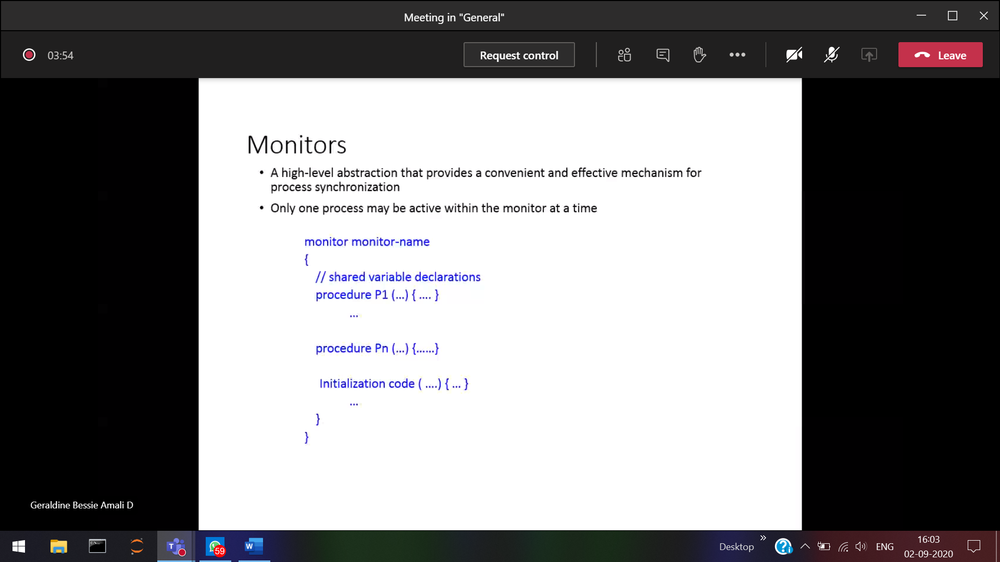 Meeting in "General"
03:54
Request control
Leave
Monitors
• A high-level abstraction that provides a convenient and effective mechanism for
process synchronization
• Only one process may be active within the monitor at a time
monitor monitor-name
{
// shared variable declarations
procedure P1 (…) { …. }
…
procedure Pn (…) {……}
Initialization code ( ….) { … }
…
}
}
Geraldine Bessie Amali D
59
Desktop
ENG
16:03
02-09-2020